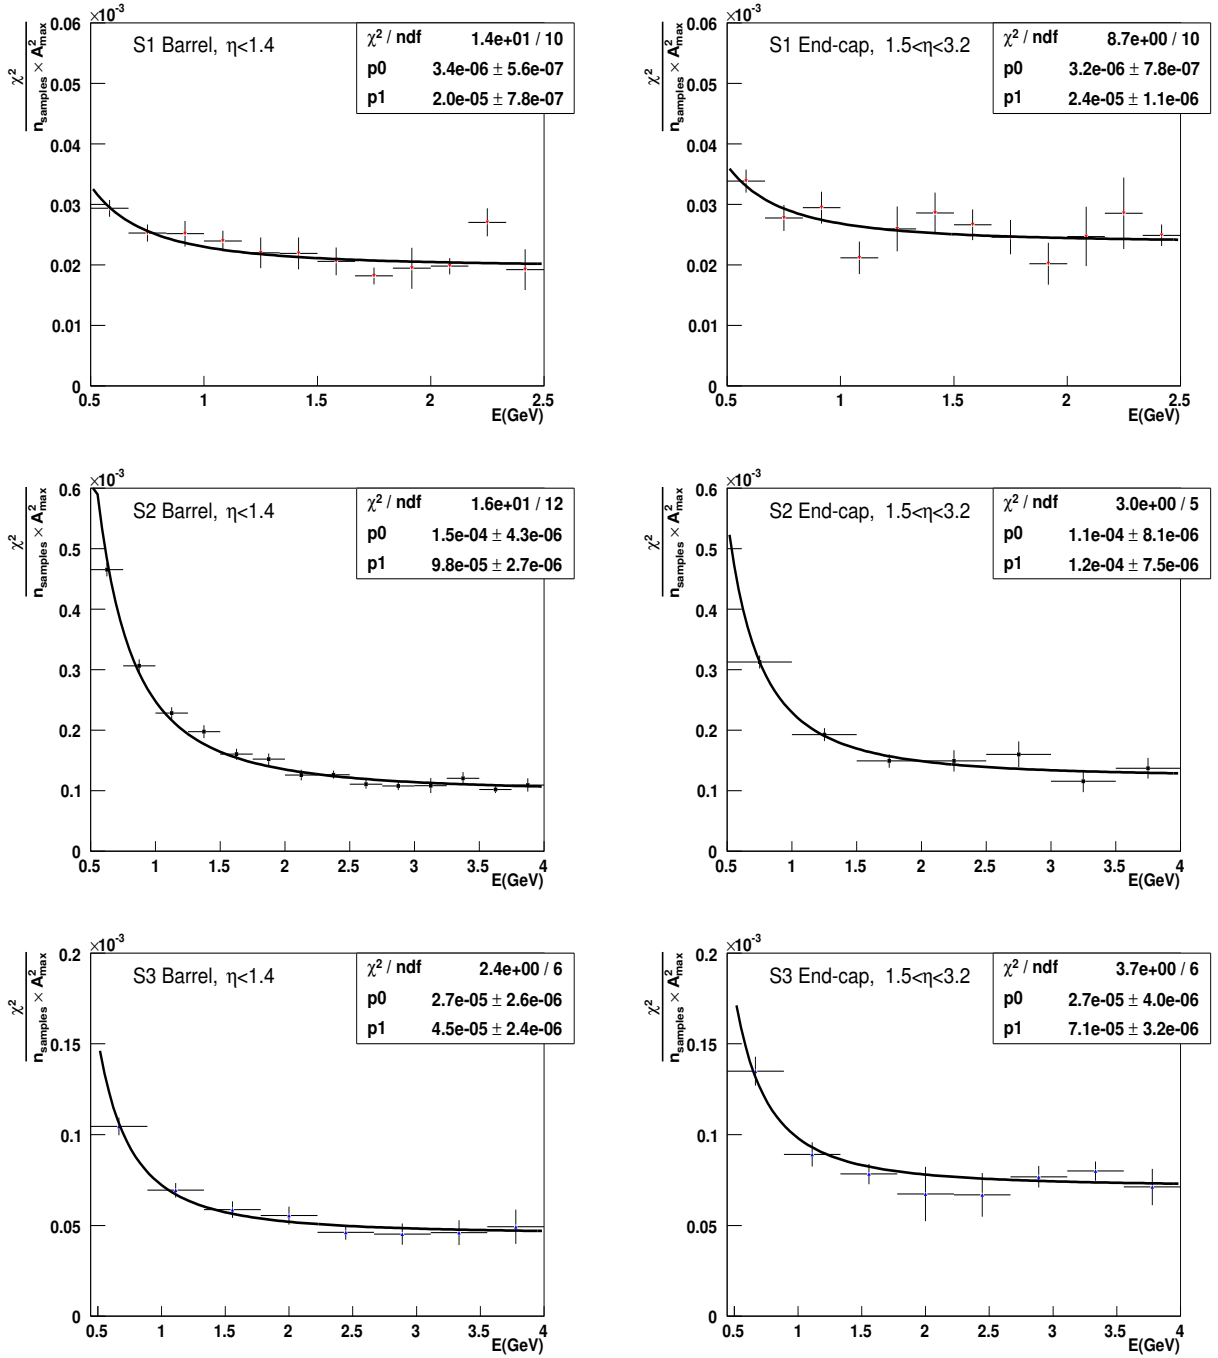 ×10⁻³
χ²
n_samples × A²_max
S1 Barrel, η<1.4
χ² / ndf 1.4e+01 / 10
p0 3.4e-06 ± 5.6e-07
p1 2.0e-05 ± 7.8e-07
0.06
0.05
0.04
0.03
0.02
0.01
0
0.5 1 1.5 2 2.5
E(GeV)
×10⁻³
χ²
n_samples × A²_max
S1 End-cap, 1.5<η<3.2
χ² / ndf 8.7e+00 / 10
p0 3.2e-06 ± 7.8e-07
p1 2.4e-05 ± 1.1e-06
0.06
0.05
0.04
0.03
0.02
0.01
0
0.5 1 1.5 2 2.5
E(GeV)
×10⁻³
χ²
n_samples × A²_max
S2 Barrel, η<1.4
χ² / ndf 1.6e+01 / 12
p0 1.5e-04 ± 4.3e-06
p1 9.8e-05 ± 2.7e-06
0.6
0.5
0.4
0.3
0.2
0.1
0
0.5 1 1.5 2 2.5 3 3.5 4
E(GeV)
×10⁻³
χ²
n_samples × A²_max
S2 End-cap, 1.5<η<3.2
χ² / ndf 3.0e+00 / 5
p0 1.1e-04 ± 8.1e-06
p1 1.2e-04 ± 7.5e-06
0.6
0.5
0.4
0.3
0.2
0.1
0
0.5 1 1.5 2 2.5 3 3.5 4
E(GeV)
×10⁻³
χ²
n_samples × A²_max
S3 Barrel, η<1.4
χ² / ndf 2.4e+00 / 6
p0 2.7e-05 ± 2.6e-06
p1 4.5e-05 ± 2.4e-06
0.2
0.15
0.1
0.05
0
0.5 1 1.5 2 2.5 3 3.5 4
E(GeV)
×10⁻³
χ²
n_samples × A²_max
S3 End-cap, 1.5<η<3.2
χ² / ndf 3.7e+00 / 6
p0 2.7e-05 ± 4.0e-06
p1 7.1e-05 ± 3.2e-06
0.2
0.15
0.1
0.05
0
0.5 1 1.5 2 2.5 3 3.5 4
E(GeV)